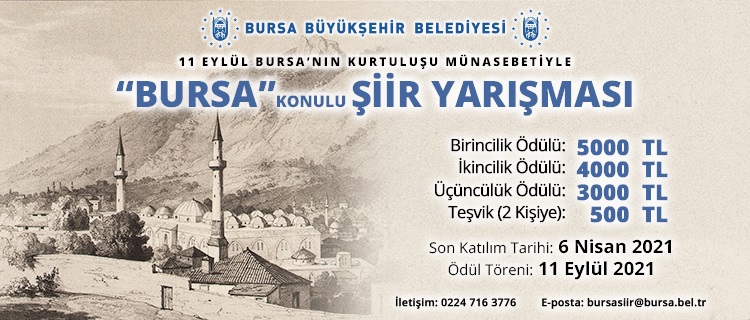 BURSA BÜYÜKŞEHİR BELEDİYESİ
11 EYLÜL BURSA'NIN KURTULUŞU MÜNASEBETİYLE
“BURSA” KONULU ŞİİR YARIŞMASI
Birincilik Ödülü: 5000 TL
İkincilik Ödülü: 4000 TL
Üçüncülük Ödülü: 3000 TL
Teşvik (2 Kişiye): 500 TL
Son Katılım Tarihi: 6 Nisan 2021
Ödül Töreni: 11 Eylül 2021
İletişim: 0224 716 3776 E-posta: bursasiir@bursa.bel.tr